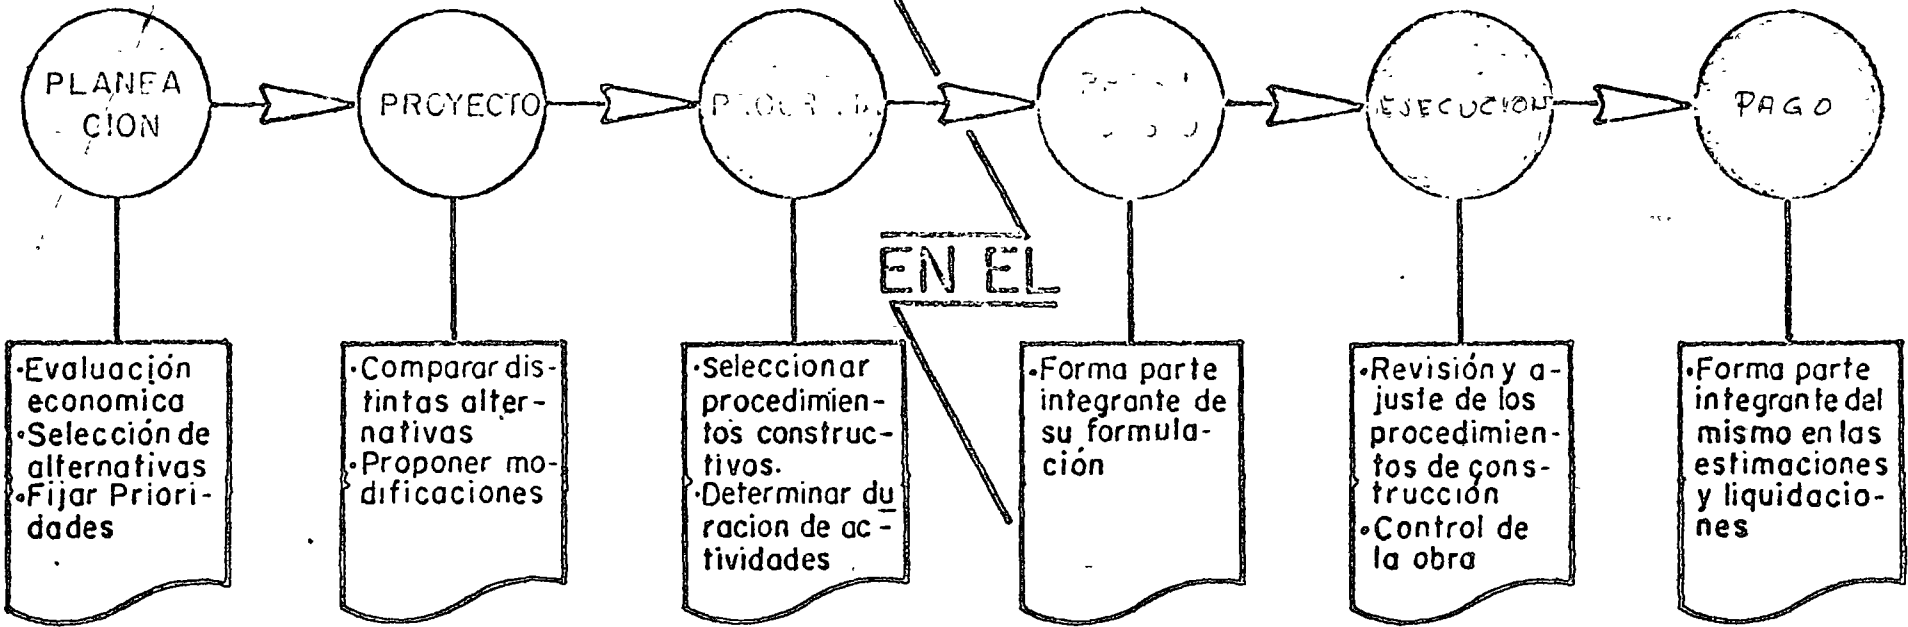 PLANEA
CION
PROYECTO
EJECUCION
PAGO
EN EL
·Evaluación
economica
·Selección de
alternativas
·Fijar Priori-
dades
·Comparar dis-
tintas alter-
nativas
·Proponer mo-
dificaciones
·Seleccionar
procedimien-
tos construc-
tivos.
·Determinar du
racion de ac-
tividades
·Forma parte
integrante de
su formula-
ción
·Revisión y a-
juste de los
procedimien-
tos de cons-
trucción
·Control de
la obra
·Forma parte
integrante del
mismo en las
estimaciones
y liquidacio-
nes